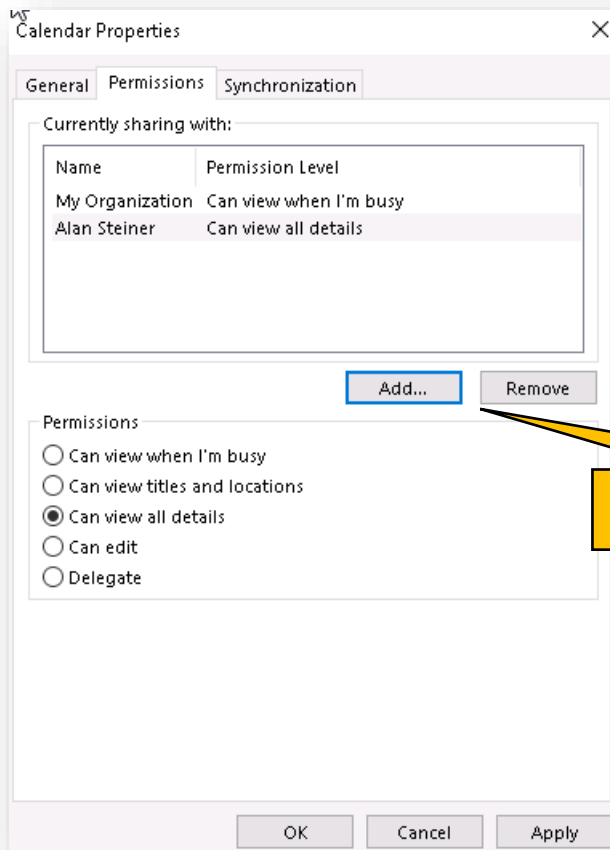 Calendar Properties
General Permissions Synchronization
Currently sharing with:
Name Permission Level
My Organization Can view when I'm busy
Alan Steiner Can view all details
Add... Remove
Permissions
Can view when I'm busy
Can view titles and locations
Can view all details
Can edit
Delegate
OK Cancel Apply